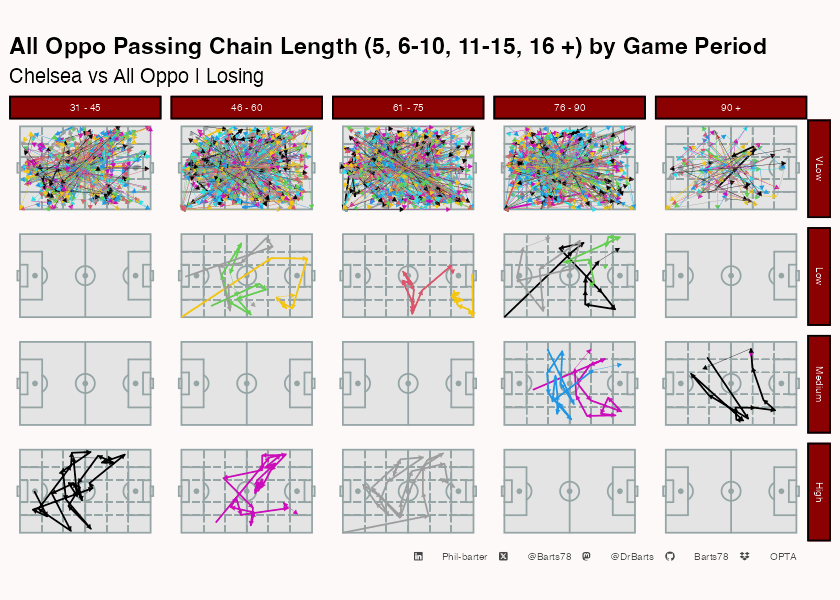 All Oppo Passing Chain Length (5, 6-10, 11-15, 16 +) by Game Period
Chelsea vs All Oppo | Losing
31 - 45
46 - 60
61 - 75
76 - 90
90 +
VLow
Low
Medium
High
Phil-barter @Barts78 @DrBarts Barts78 OPTA